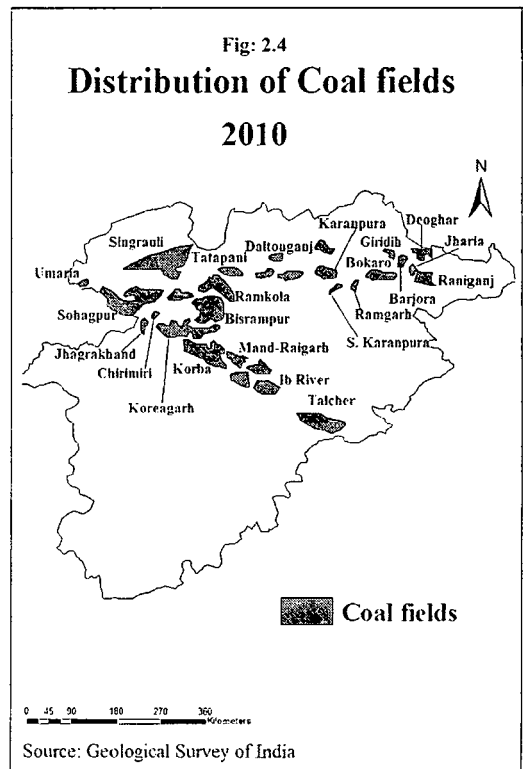 Fig: 2.4
Distribution of Coal fields
2010
N
Karanpura
Deoghar
Singrauli
Daltouganj
Giridih
Jharia
Tatapani
Bokaro
Umaria
Raniganj
Ramkola
Barjora
Sohagpur
Bisrampur
Ramgarh
S. Karanpura
Jhagrakhand
Mand-Raigarh
Chirimiri
Korba
Ib River
Koreagarh
Talcher
Coal fields
0 45 90 180 270 360
Kilometers
Source: Geological Survey of India